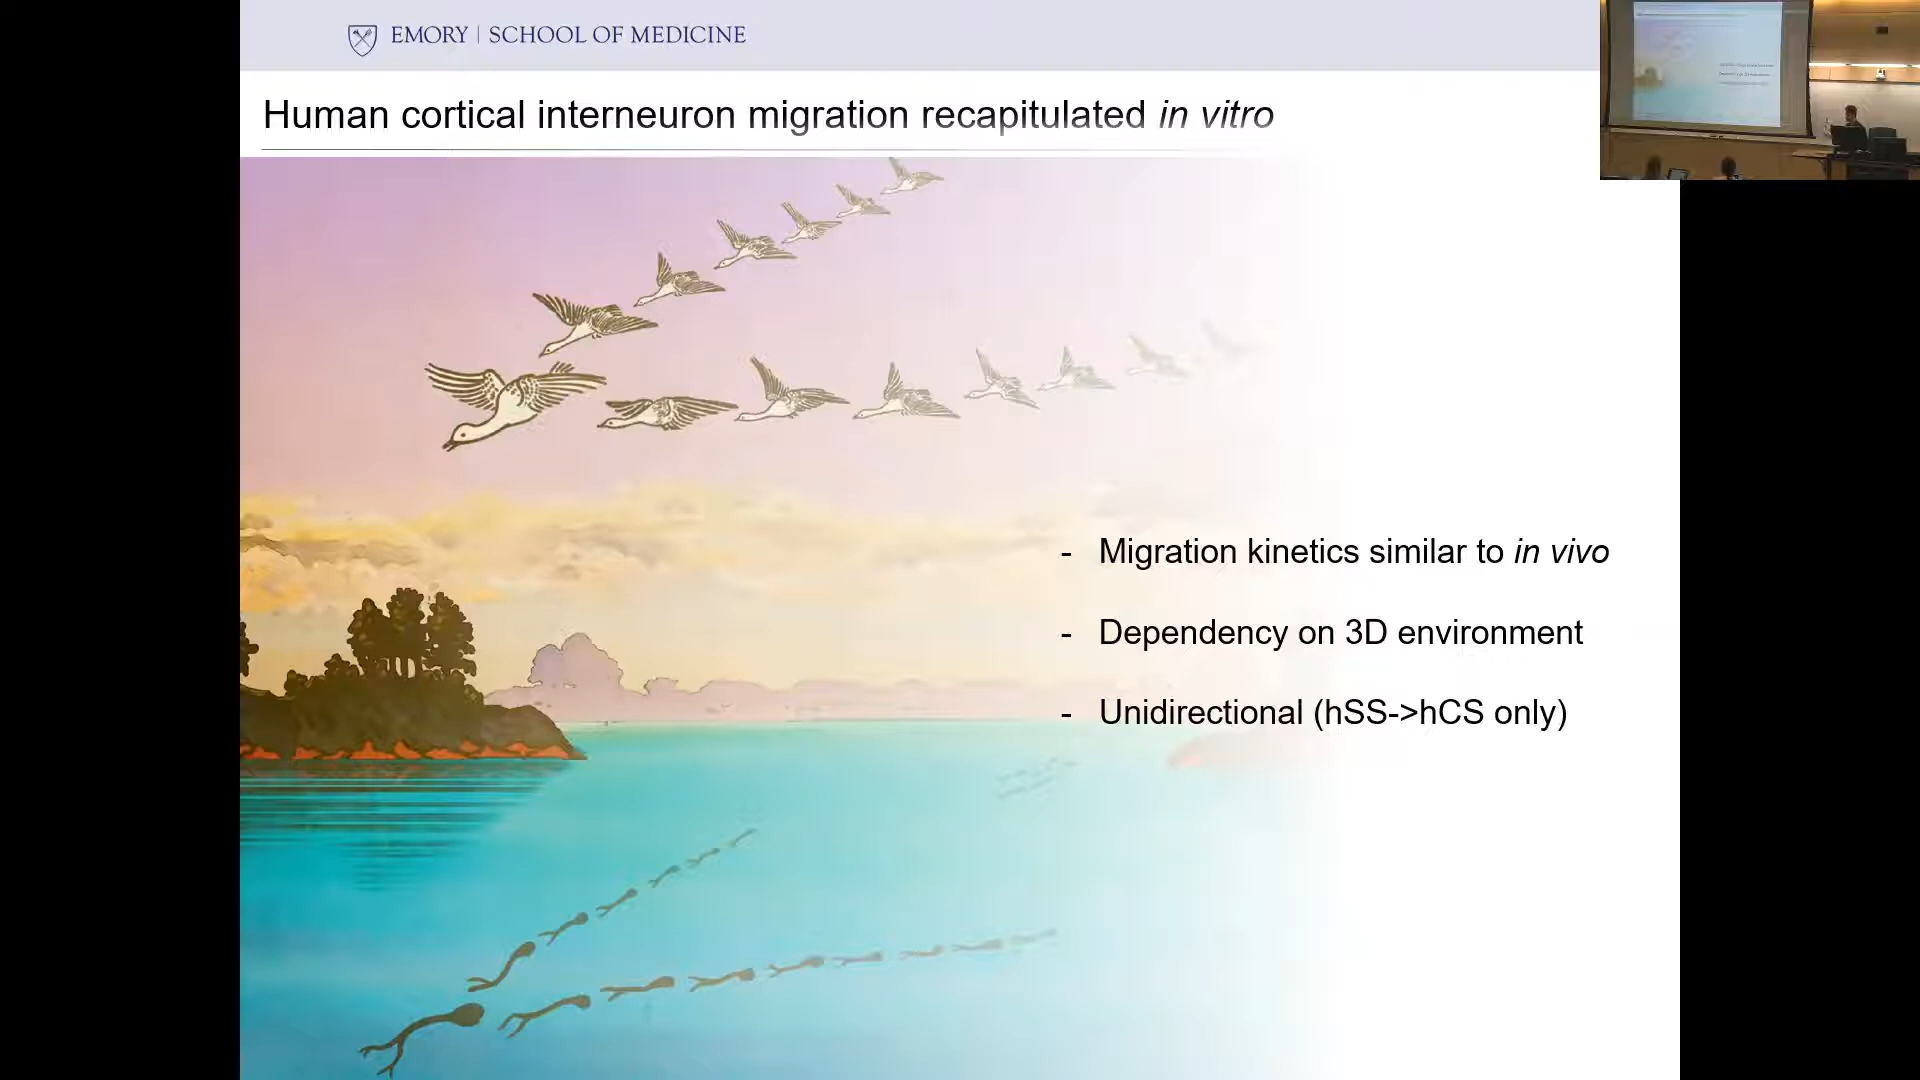 EMORY | SCHOOL OF MEDICINE
Human cortical interneuron migration recapitulated in vitro
- Migration kinetics similar to in vivo
- Dependency on 3D environment
- Unidirectional (hSS->hCS only)